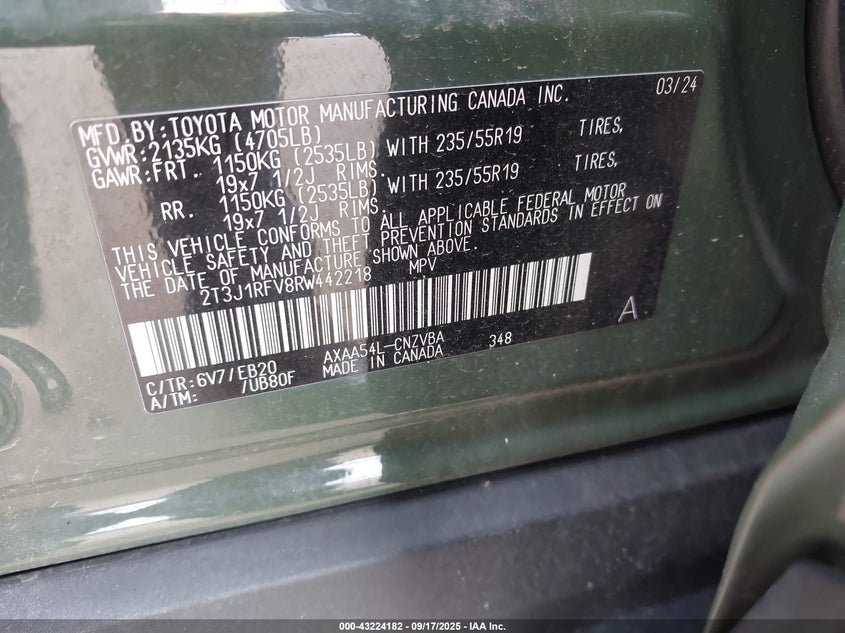 MFD. BY: TOYOTA MOTOR MANUFACTURING CANADA INC. 03/24
GVWR: 2135KG (4705LB)
GAWR: FRT. 1150KG (2535LB) WITH 235/55R19 TIRES,
19x7 1/2J RIMS.
RR. 1150KG (2535LB) WITH 235/55R19 TIRES,
19x7 1/2J RIMS.
THIS VEHICLE CONFORMS TO ALL APPLICABLE FEDERAL MOTOR
VEHICLE SAFETY AND THEFT PREVENTION STANDARDS IN EFFECT ON
THE DATE OF MANUFACTURE SHOWN ABOVE.
2T3J1RFV8RW442218 MPV
A
C/TR: 6V7/EB20 AXAA54L-CNZVBA 348
A/TM: /UB80F MADE IN CANADA
000-43224182 - 09/17/2025 - IAA Inc.